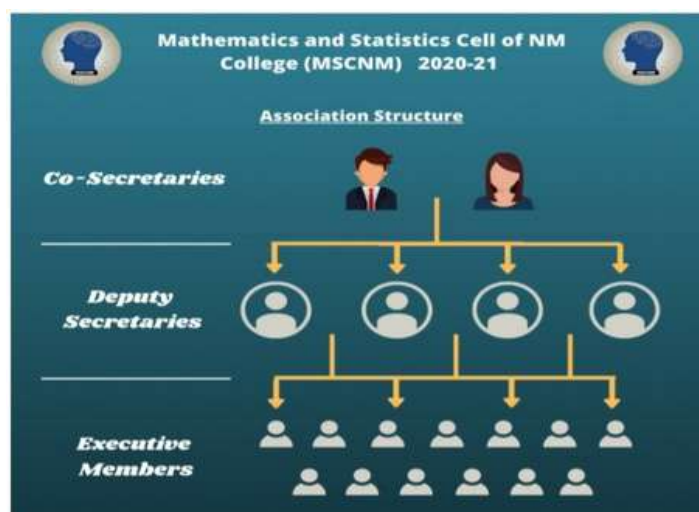 Mathematics and Statistics Cell of NM
College (MSCNM) 2020-21
Association Structure
Co-Secretaries
Deputy
Secretaries
Executive
Members